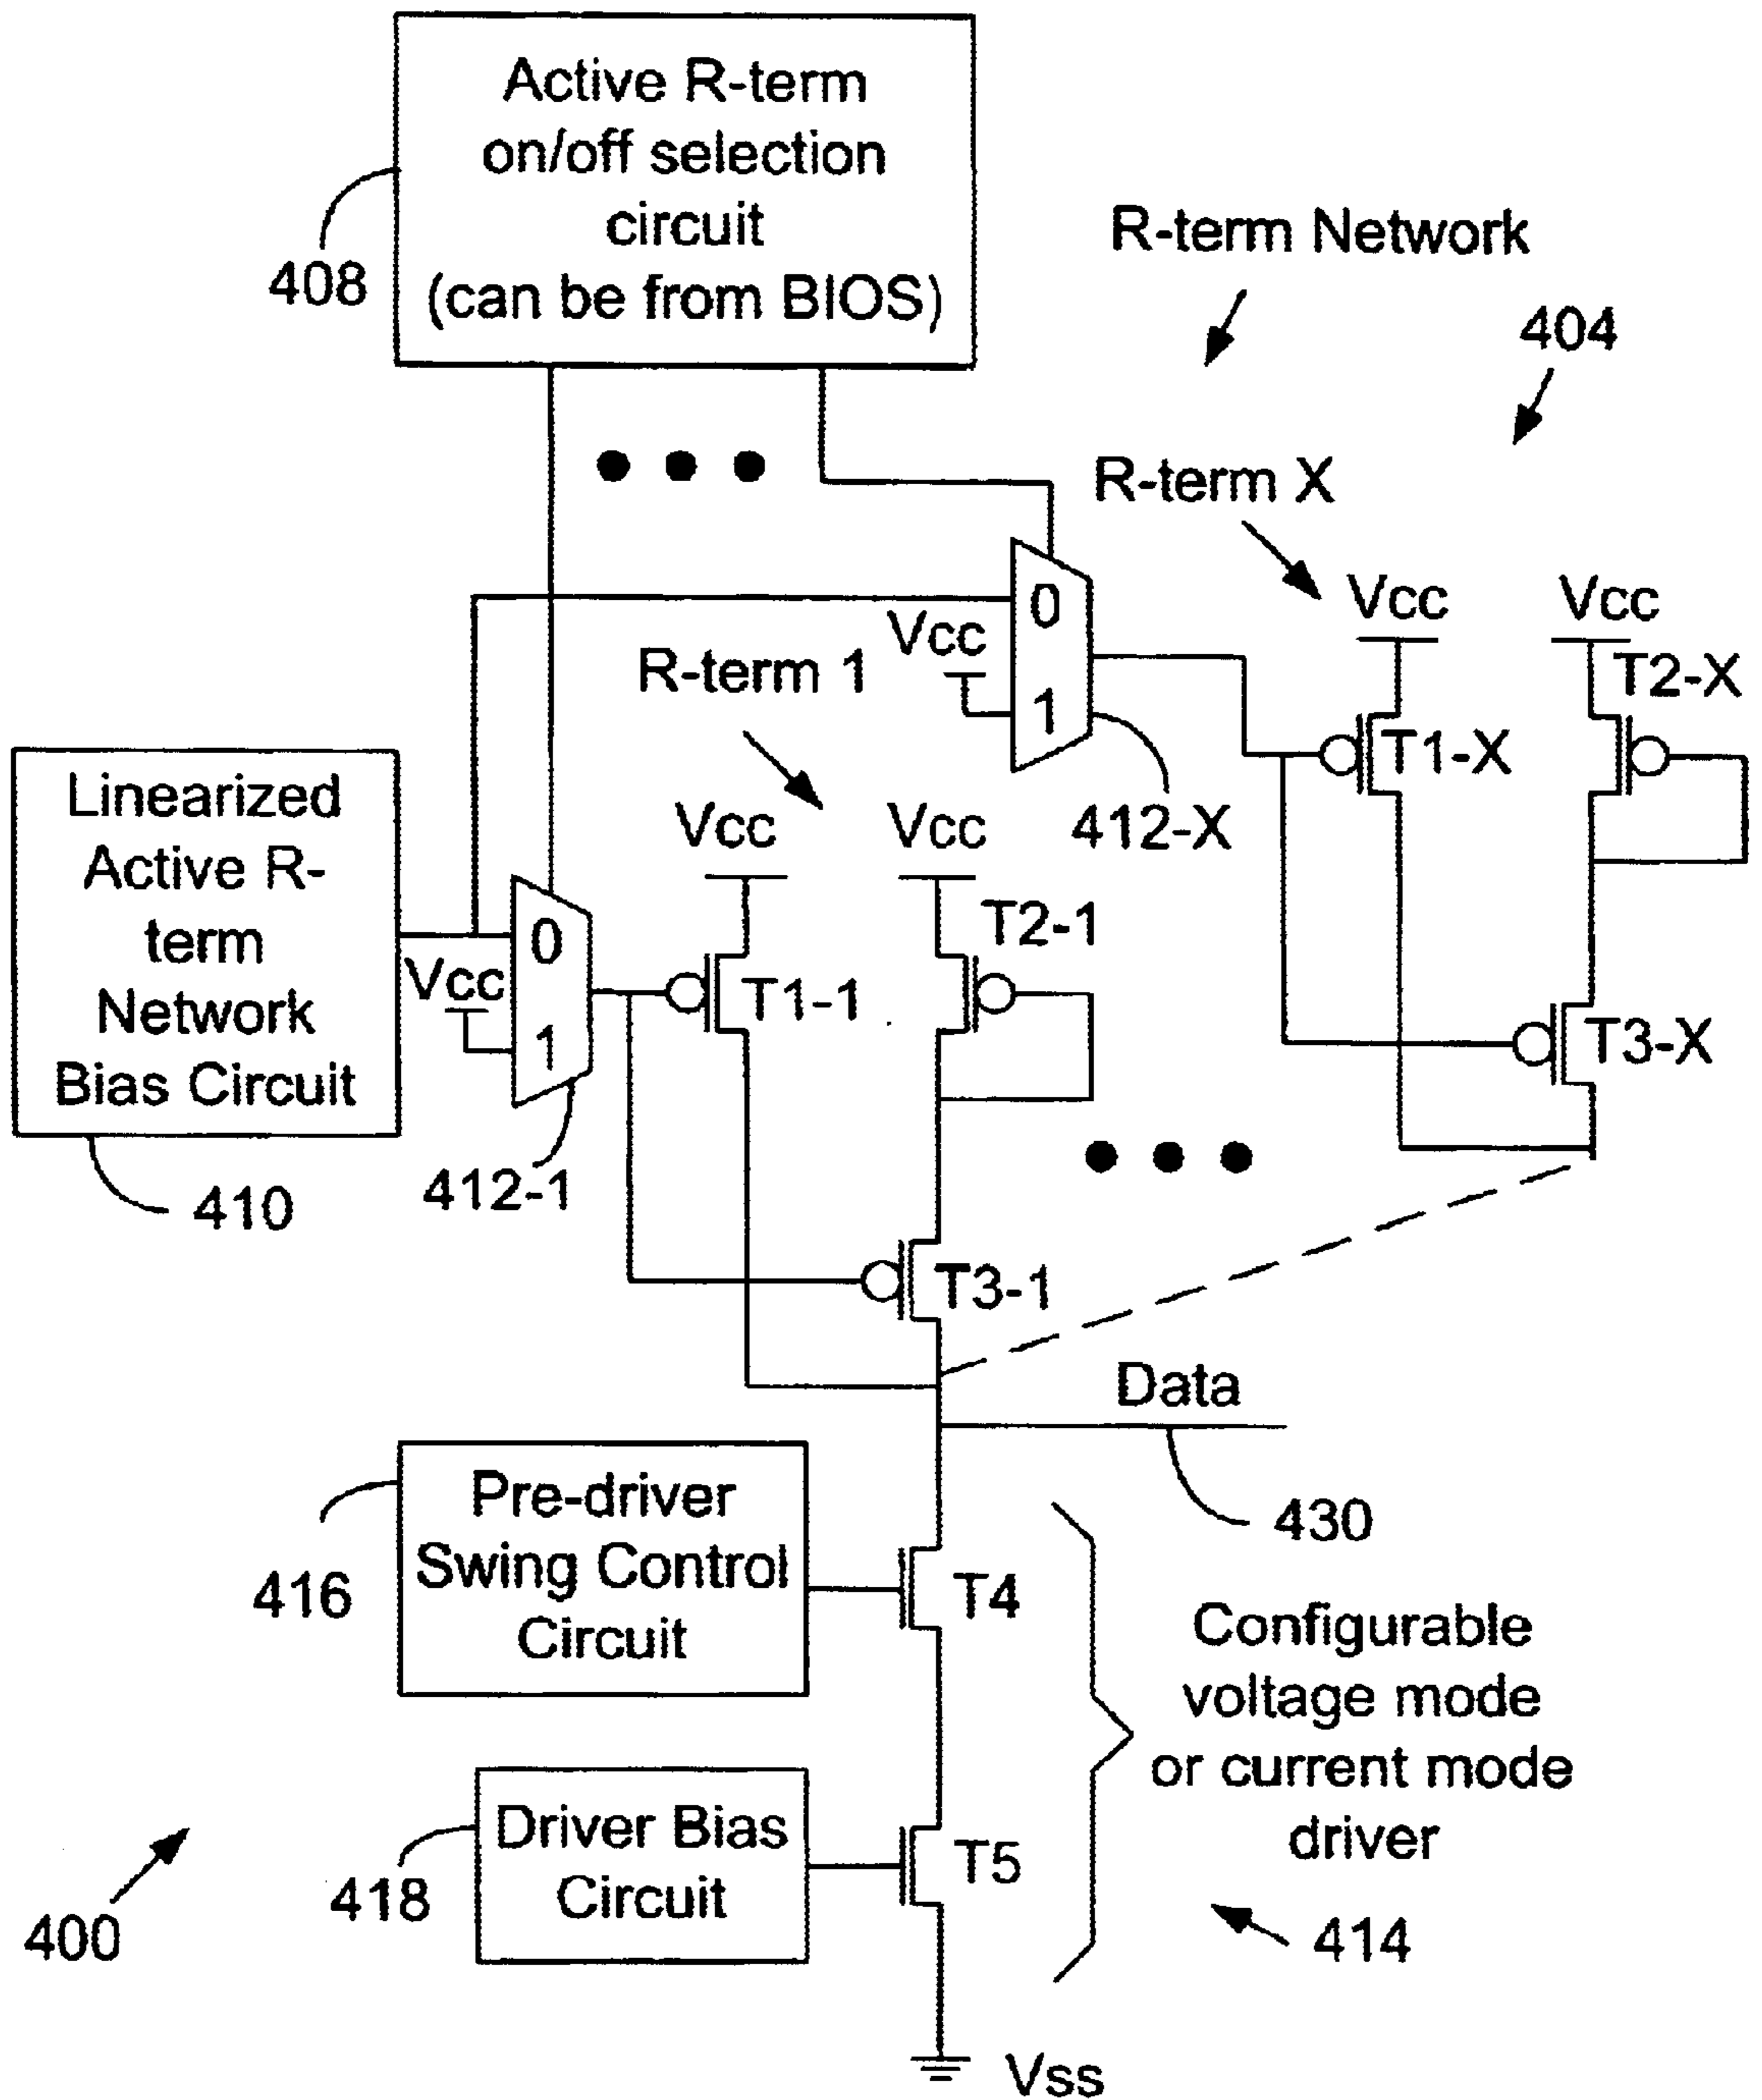 Active R-term
on/off selection
circuit
(can be from BIOS)
408
R-term Network
404
R-term X
Vcc
Vcc
0
Vcc
1
T2-X
T1-X
412-X
R-term 1
Vcc
Vcc
Linearized
Active R-
term
Network
Bias Circuit
410
0
Vcc
1
412-1
T2-1
T1-1
T3-X
T3-1
Data
430
Pre-driver
Swing Control
Circuit
416
T4
Configurable
voltage mode
or current mode
driver
414
Driver Bias
Circuit
418
T5
400
Vss